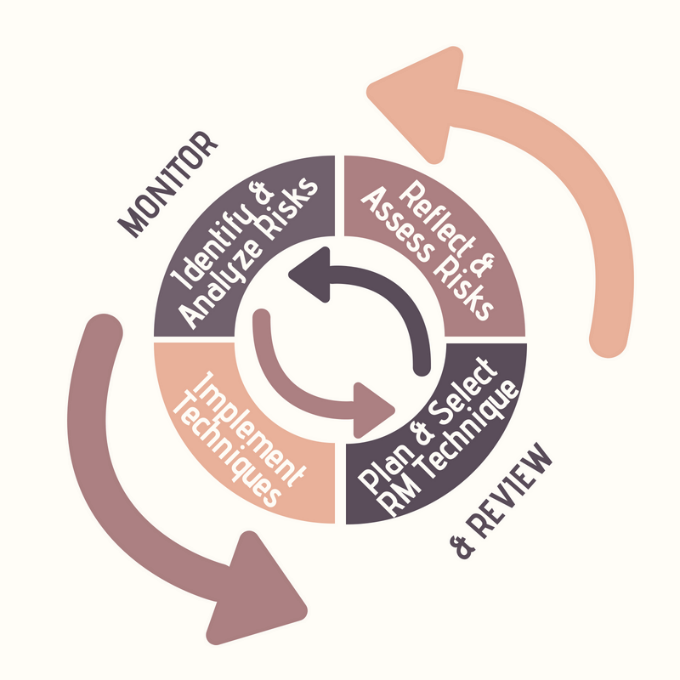 MONITOR
Identify &
Analyze Risks
Reflect &
Assess Risks
Implement
Techniques
Plan & Select
RM Technique
& REVIEW